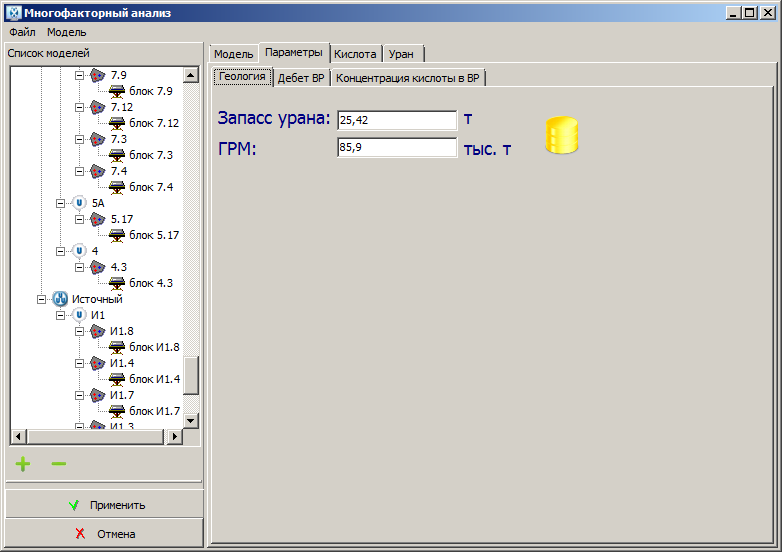 Многофакторный анализ
Файл Модель
Список моделей
7.9
блок 7.9
7.12
блок 7.12
7.3
блок 7.3
7.4
блок 7.4
5А
5.17
блок 5.17
4
4.3
блок 4.3
Источный
И1
И1.8
блок И1.8
И1.4
блок И1.4
И1.7
блок И1.7
И1.3
Применить
Отмена
Модель Параметры Кислота Уран
Геология Дебет ВР Концентрация кислоты в ВР
Запасс урана: 25,42 т
ГРМ: 85,9 тыс. т